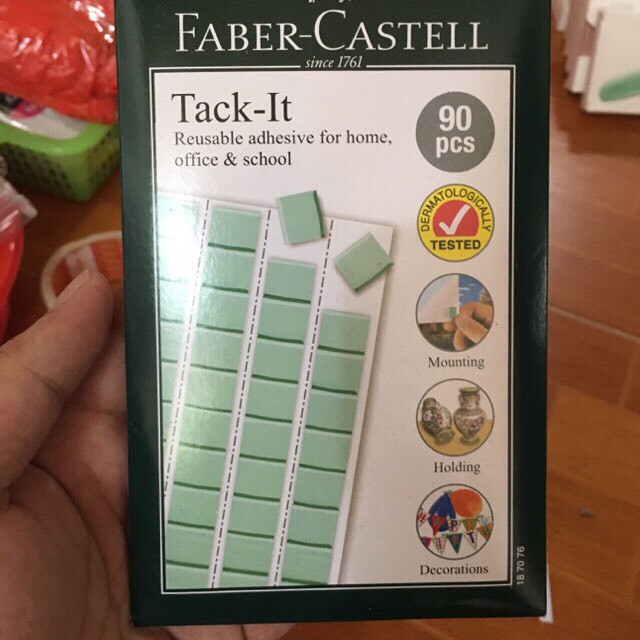 FABER-CASTELL
since 1761
Tack-It
Reusable adhesive for home,
office & school
90
pcs
DERMATOLOGICALLY
TESTED
Mounting
Holding
Decorations
18 70 76